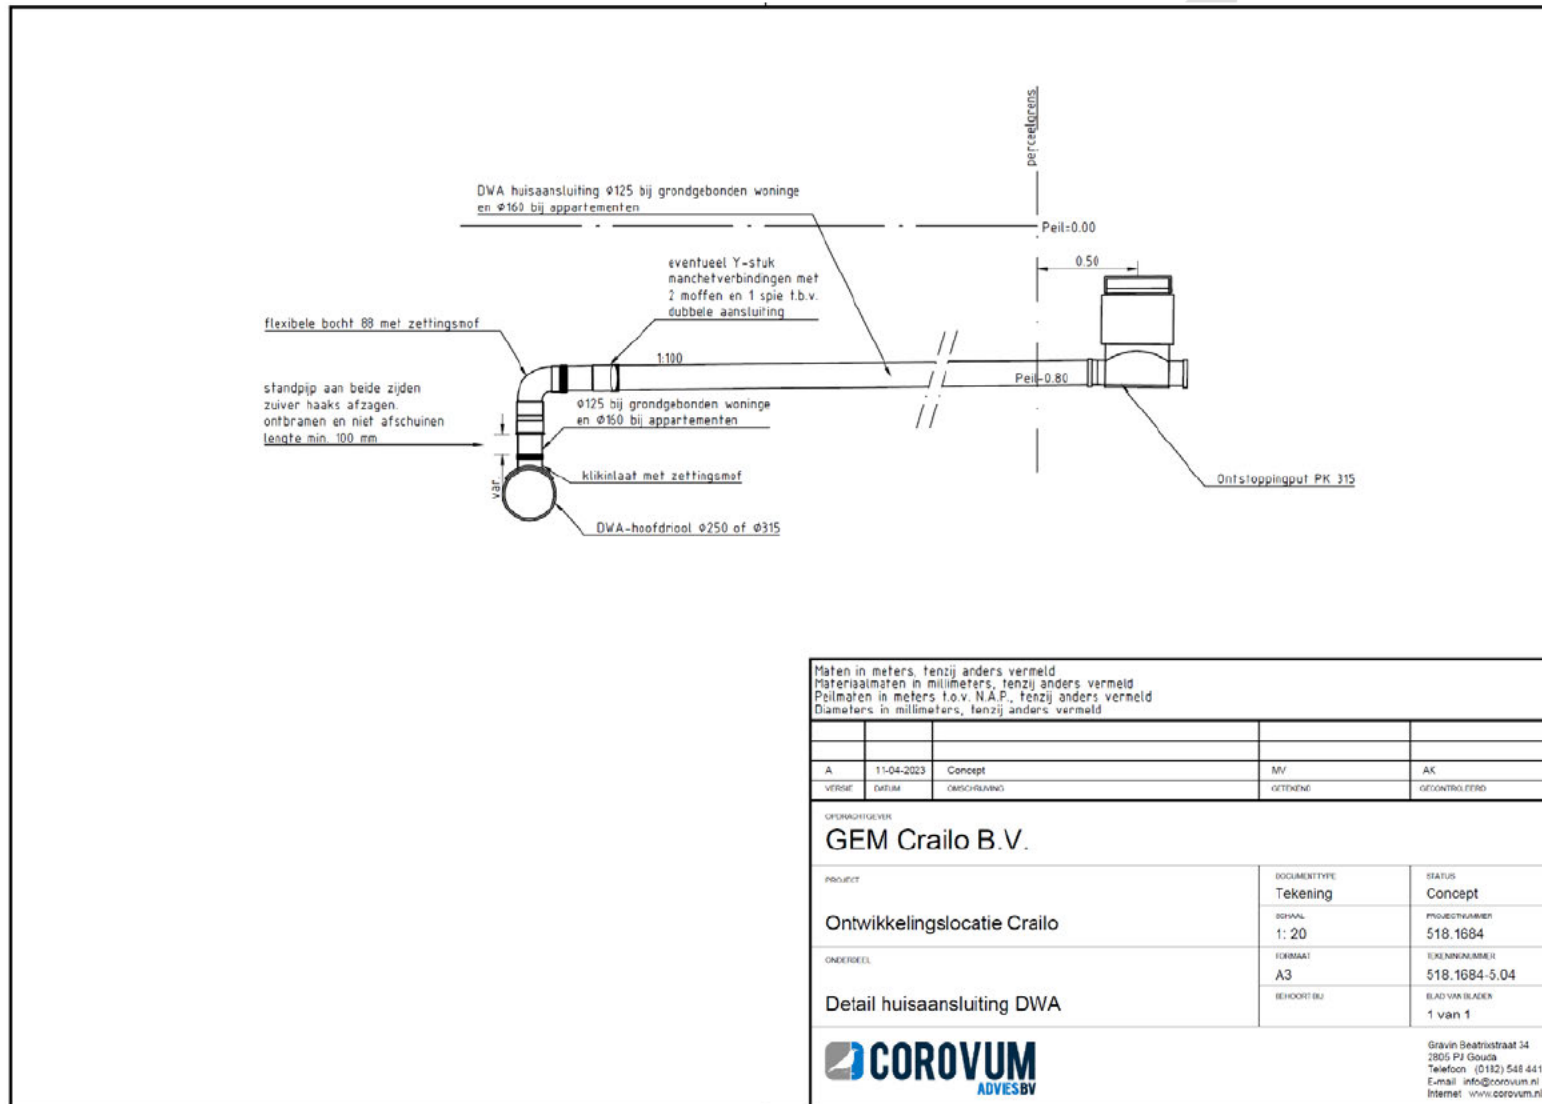 perceelgrens
DWA huisaansluiting ø125 bij grondgebonden woninge
en ø160 bij appartementen
Peil=0.00
0.50
eventueel Y-stuk
manchetverbindingen met
2 moffen en 1 spie t.b.v.
dubbele aansluiting
flexibele bocht 88 met zettingsmof
1:100
Peil-0.80
standpijp aan beide zijden
zuiver haaks afzagen.
ontbramen en niet afschuinen
lengte min. 100 mm
ø125 bij grondgebonden woninge
en ø160 bij appartementen
klikinlaat met zettingsmof
var.
Ontstoppingput PK 315
DWA-hoofdriool ø250 of ø315
Maten in meters, tenzij anders vermeld
Materiaalmaten in millimeters, tenzij anders vermeld
Peilmaten in meters t.o.v. N.A.P., tenzij anders vermeld
Diameters in millimeters, tenzij anders vermeld
A 11-04-2023 Concept MV AK
VERSIE DATUM OMSCHRIJVING GETEKEND GECONTROLEERD
OPDRACHTGEVER
GEM Crailo B.V.
PROJECT
Ontwikkelingslocatie Crailo
DOCUMENTTYPE
Tekening
STATUS
Concept
SCHAAL
1: 20
PROJECTNUMMER
518.1684
ONDERDEEL
Detail huisaansluiting DWA
FORMAAT
A3
TEKENINGNUMMER
518.1684-5.04
BEHOORT BIJ
BLAD VAN BLADEN
1 van 1
COROVUM
ADVIES BV
Gravin Beatrixstraat 34
2805 PJ Gouda
Telefoon (0182) 548 441
E-mail info@corovum.nl
Internet www.corovum.nl